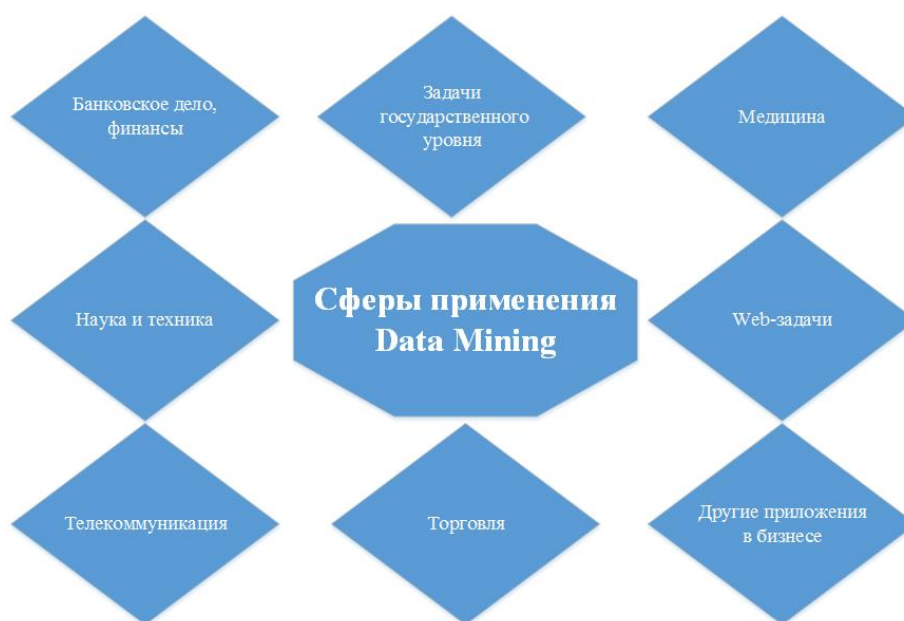 Банковское дело,
финансы
Задачи
государственного
уровня
Медицина
Наука и техника
Сферы применения
Data Mining
Web-задачи
Телекоммуникация
Торговля
Другие приложения
в бизнесе